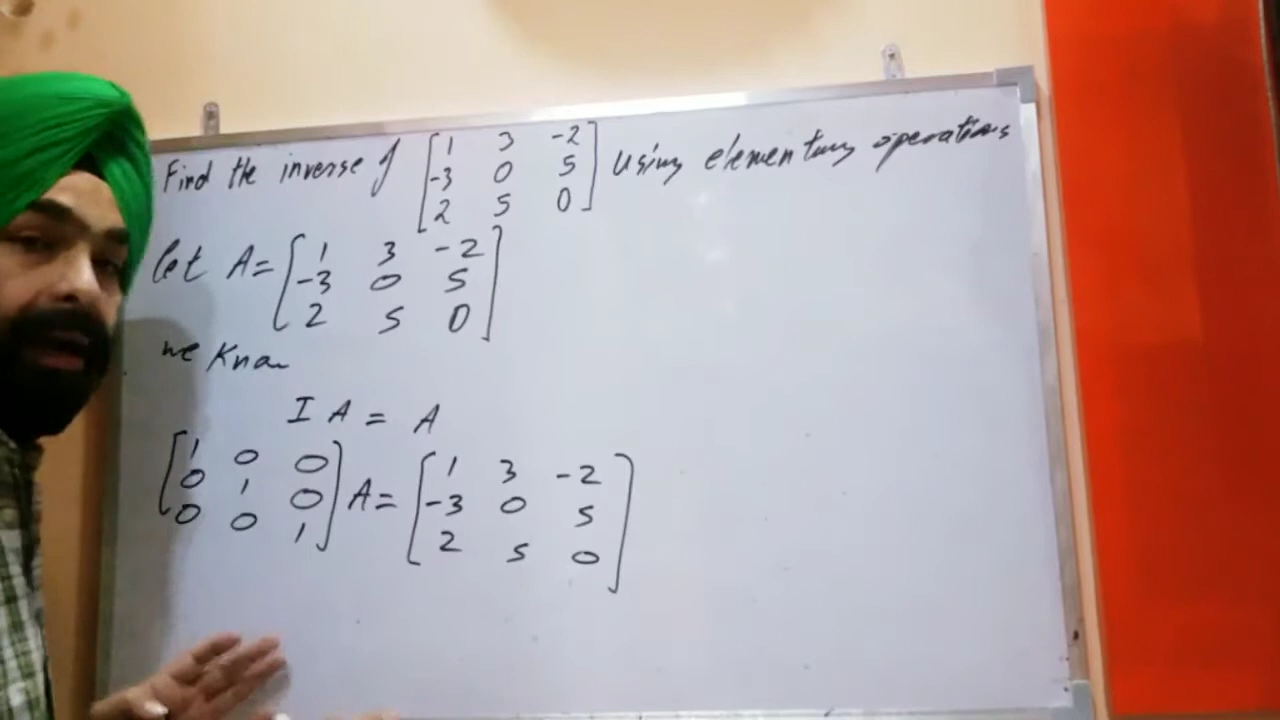 Find the inverse of [1 3 -2
-3 0 5
2 5 0] using elementary operations
let A = [1 3 -2
-3 0 5
2 5 0]
we know
I A = A
[1 0 0
0 1 0
0 0 1] A = [1 3 -2
-3 0 5
2 5 0]